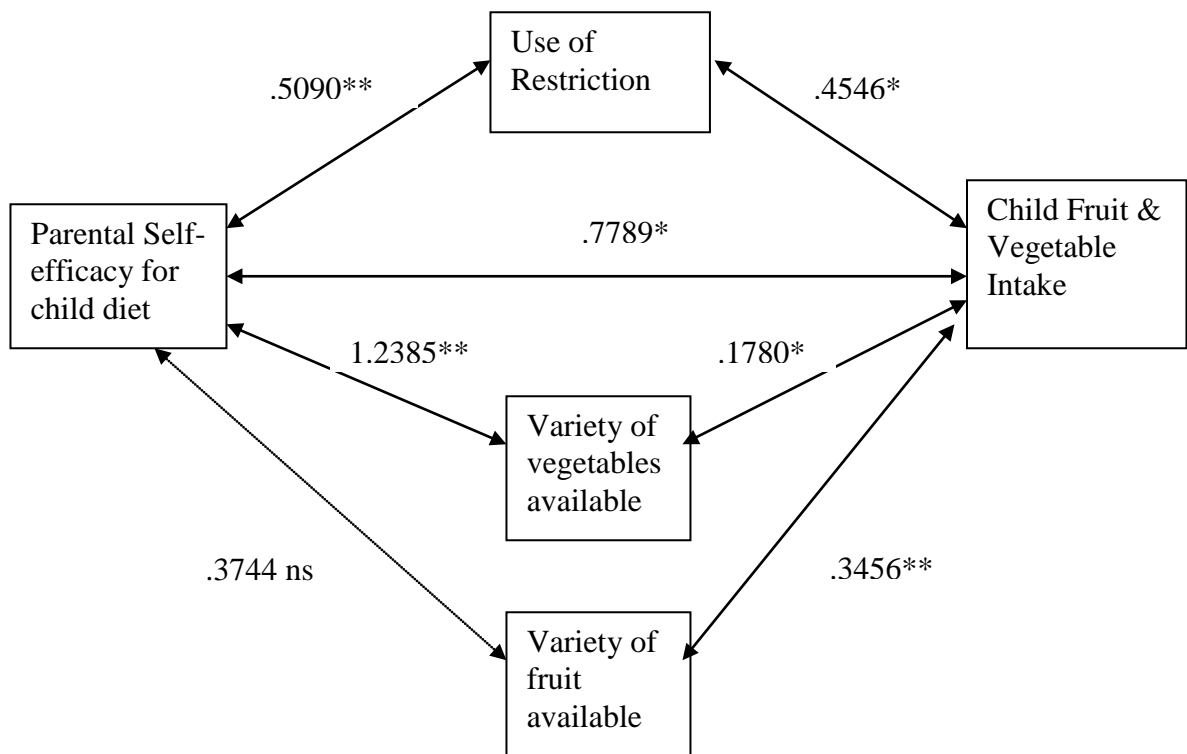 Use of
Restriction
.5090**
.4546*
Parental Self-
efficacy for
child diet
.7789*
Child Fruit &
Vegetable
Intake
1.2385**
.1780*
Variety of
vegetables
available
.3744 ns
.3456**
Variety of
fruit
available